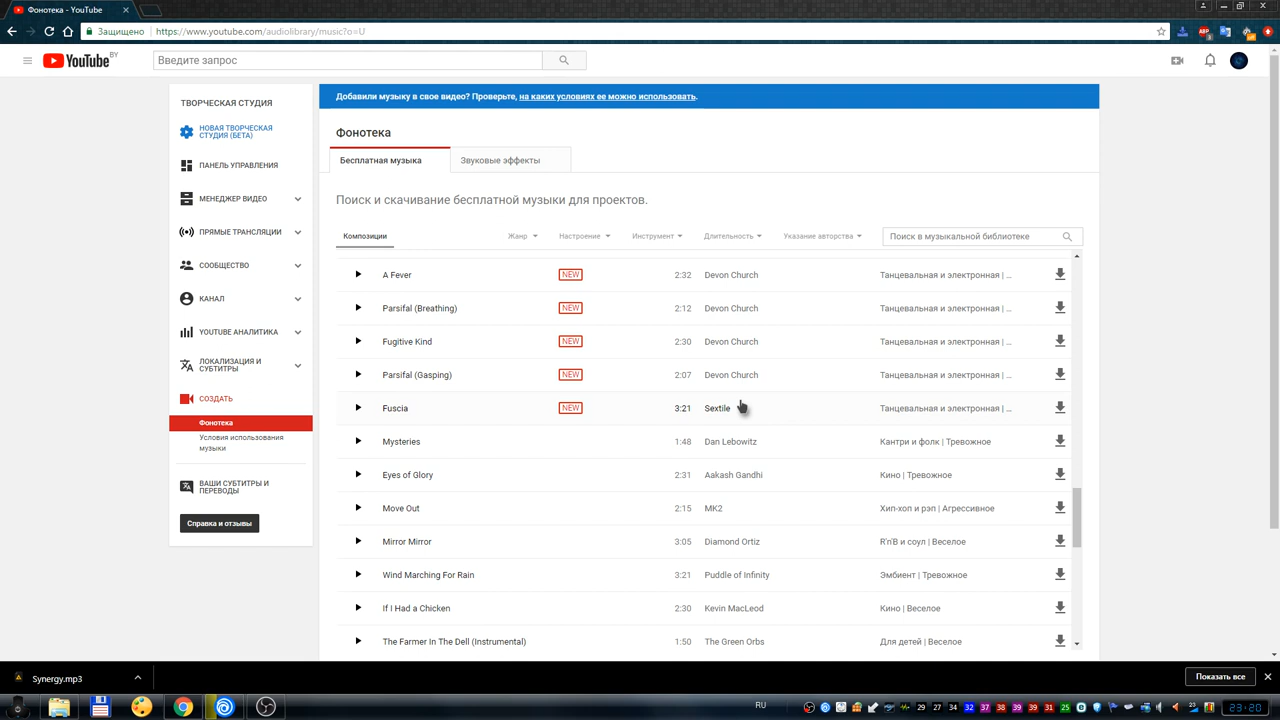 Фонотека - YouTube
Защищено https://www.youtube.com/audiolibrary/music?o=U
YouTube BY
Введите запрос
ТВОРЧЕСКАЯ СТУДИЯ
НОВАЯ ТВОРЧЕСКАЯ
СТУДИЯ (БЕТА)
ПАНЕЛЬ УПРАВЛЕНИЯ
МЕНЕДЖЕР ВИДЕО
ПРЯМЫЕ ТРАНСЛЯЦИИ
СООБЩЕСТВО
КАНАЛ
YOUTUBE АНАЛИТИКА
ЛОКАЛИЗАЦИЯ И
СУБТИТРЫ
СОЗДАТЬ
Фонотека
Условия использования
музыки
ВАШИ СУБТИТРЫ И
ПЕРЕВОДЫ
Справка и отзывы
Добавили музыку в свое видео? Проверьте, на каких условиях ее можно использовать.
Фонотека
Бесплатная музыка Звуковые эффекты
Поиск и скачивание бесплатной музыки для проектов.
Композиции Жанр Настроение Инструмент Длительность Указание авторства Поиск в музыкальной библиотеке
A Fever NEW 2:32 Devon Church Танцевальная и электронная | ...
Parsifal (Breathing) NEW 2:12 Devon Church Танцевальная и электронная | ...
Fugitive Kind NEW 2:30 Devon Church Танцевальная и электронная | ...
Parsifal (Gasping) NEW 2:07 Devon Church Танцевальная и электронная | ...
Fuscia NEW 3:21 Sextile Танцевальная и электронная | ...
Mysteries 1:48 Dan Lebowitz Кантри и фолк | Тревожное
Eyes of Glory 2:31 Aakash Gandhi Кино | Тревожное
Move Out 2:15 MK2 Хип-хоп и рэп | Агрессивное
Mirror Mirror 3:05 Diamond Ortiz R'n'B и соул | Веселое
Wind Marching For Rain 3:21 Puddle of Infinity Эмбиент | Тревожное
If I Had a Chicken 2:30 Kevin MacLeod Кино | Веселое
The Farmer In The Dell (Instrumental) 1:50 The Green Orbs Для детей | Веселое
Synergy.mp3 Показать все
RU 29 27 34 32 37 38 39 39 31 25 23:20